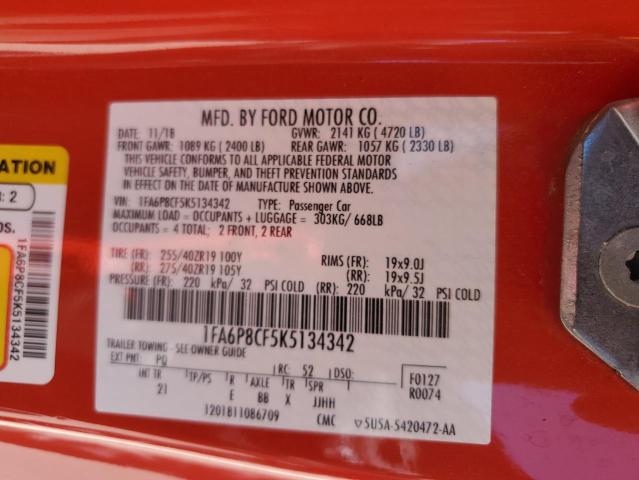 MFD. BY FORD MOTOR CO.
DATE: 11/18 GVWR: 2141 KG ( 4720 LB)
FRONT GAWR: 1089 KG ( 2400 LB) REAR GAWR: 1057 KG ( 2330 LB)
THIS VEHICLE CONFORMS TO ALL APPLICABLE FEDERAL MOTOR
VEHICLE SAFETY, BUMPER, AND THEFT PREVENTION STANDARDS
IN EFFECT ON THE DATE OF MANUFACTURE SHOWN ABOVE.
VIN: 1FA6P8CF5K5134342 TYPE: Passenger Car
MAXIMUM LOAD = OCCUPANTS + LUGGAGE = 303KG/ 668LB
OCCUPANTS = 4 TOTAL; 2 FRONT, 2 REAR
TIRE (FR): 255/40ZR19 100Y RIMS (FR): 19x9.0J
(RR): 275/40ZR19 105Y (RR): 19x9.5J
PRESSURE (FR): 220 kPa/ 32 PSI COLD (RR): 220 kPa/ 32 PSI COLD
1FA6P8CF5K5134342
TRAILER TOWING - SEE OWNER GUIDE
EXT PNT: PQ RC: 52 DSO:
F0127
R0074
INT TR TP/PS R AXLE TR SPR
21 E BB X JJHH
1201811086709 CMC 5U5A-5420472-AA
ATION
: 2
os.
1FA6P8CF5K5134342